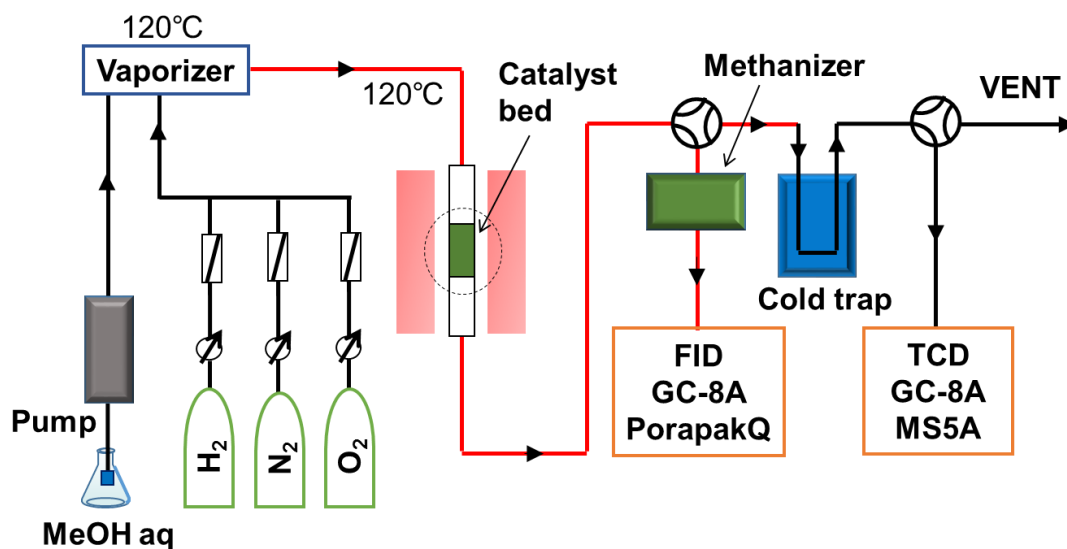 120℃
Vaporizer
120℃
Catalyst
bed
Methanizer
VENT
Cold trap
Pump
H2
N2
O2
MeOH aq
FID
GC-8A
PorapakQ
TCD
GC-8A
MS5A